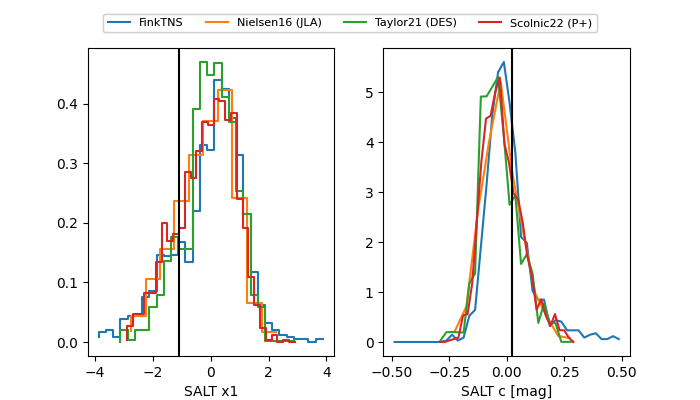 FinkTNS Nielsen16 (JLA) Taylor21 (DES) Scolnic22 (P+)
0.4
0.3
0.2
0.1
0.0
−4 −2 0 2 4
SALT x1
5
4
3
2
1
0
−0.50 −0.25 0.00 0.25 0.50
SALT c [mag]